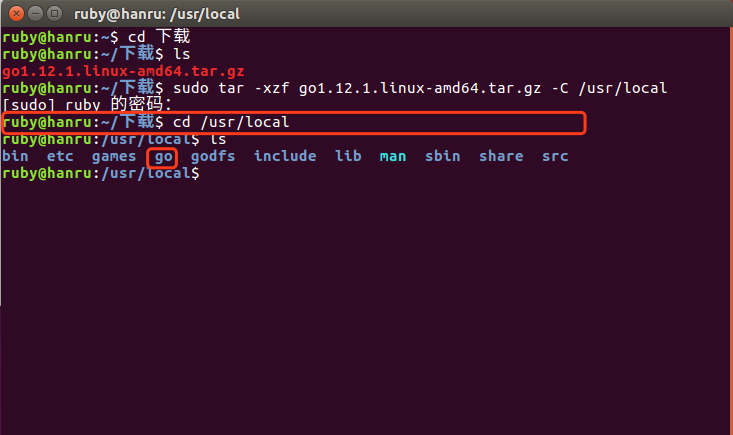 ruby@hanru: /usr/local
ruby@hanru:~$ cd 下载
ruby@hanru:~/下载$ ls
go1.12.1.linux-amd64.tar.gz
ruby@hanru:~/下载$ sudo tar -xzf go1.12.1.linux-amd64.tar.gz -C /usr/local
[sudo] ruby 的密码：
ruby@hanru:~/下载$ cd /usr/local
ruby@hanru:/usr/local$ ls
bin  etc  games  go  godfs  include  lib  man  sbin  share  src
ruby@hanru:/usr/local$